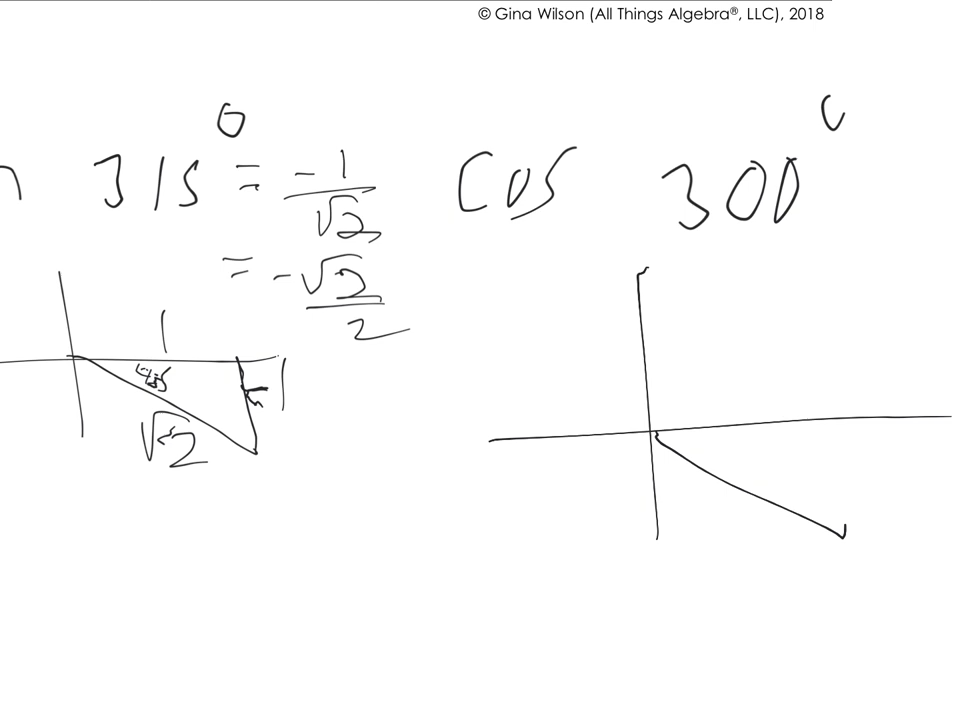 © Gina Wilson (All Things Algebra®, LLC), 2018
n 315° = -1/√2
= -√2/2
cos 300°
1
45
-1
√2